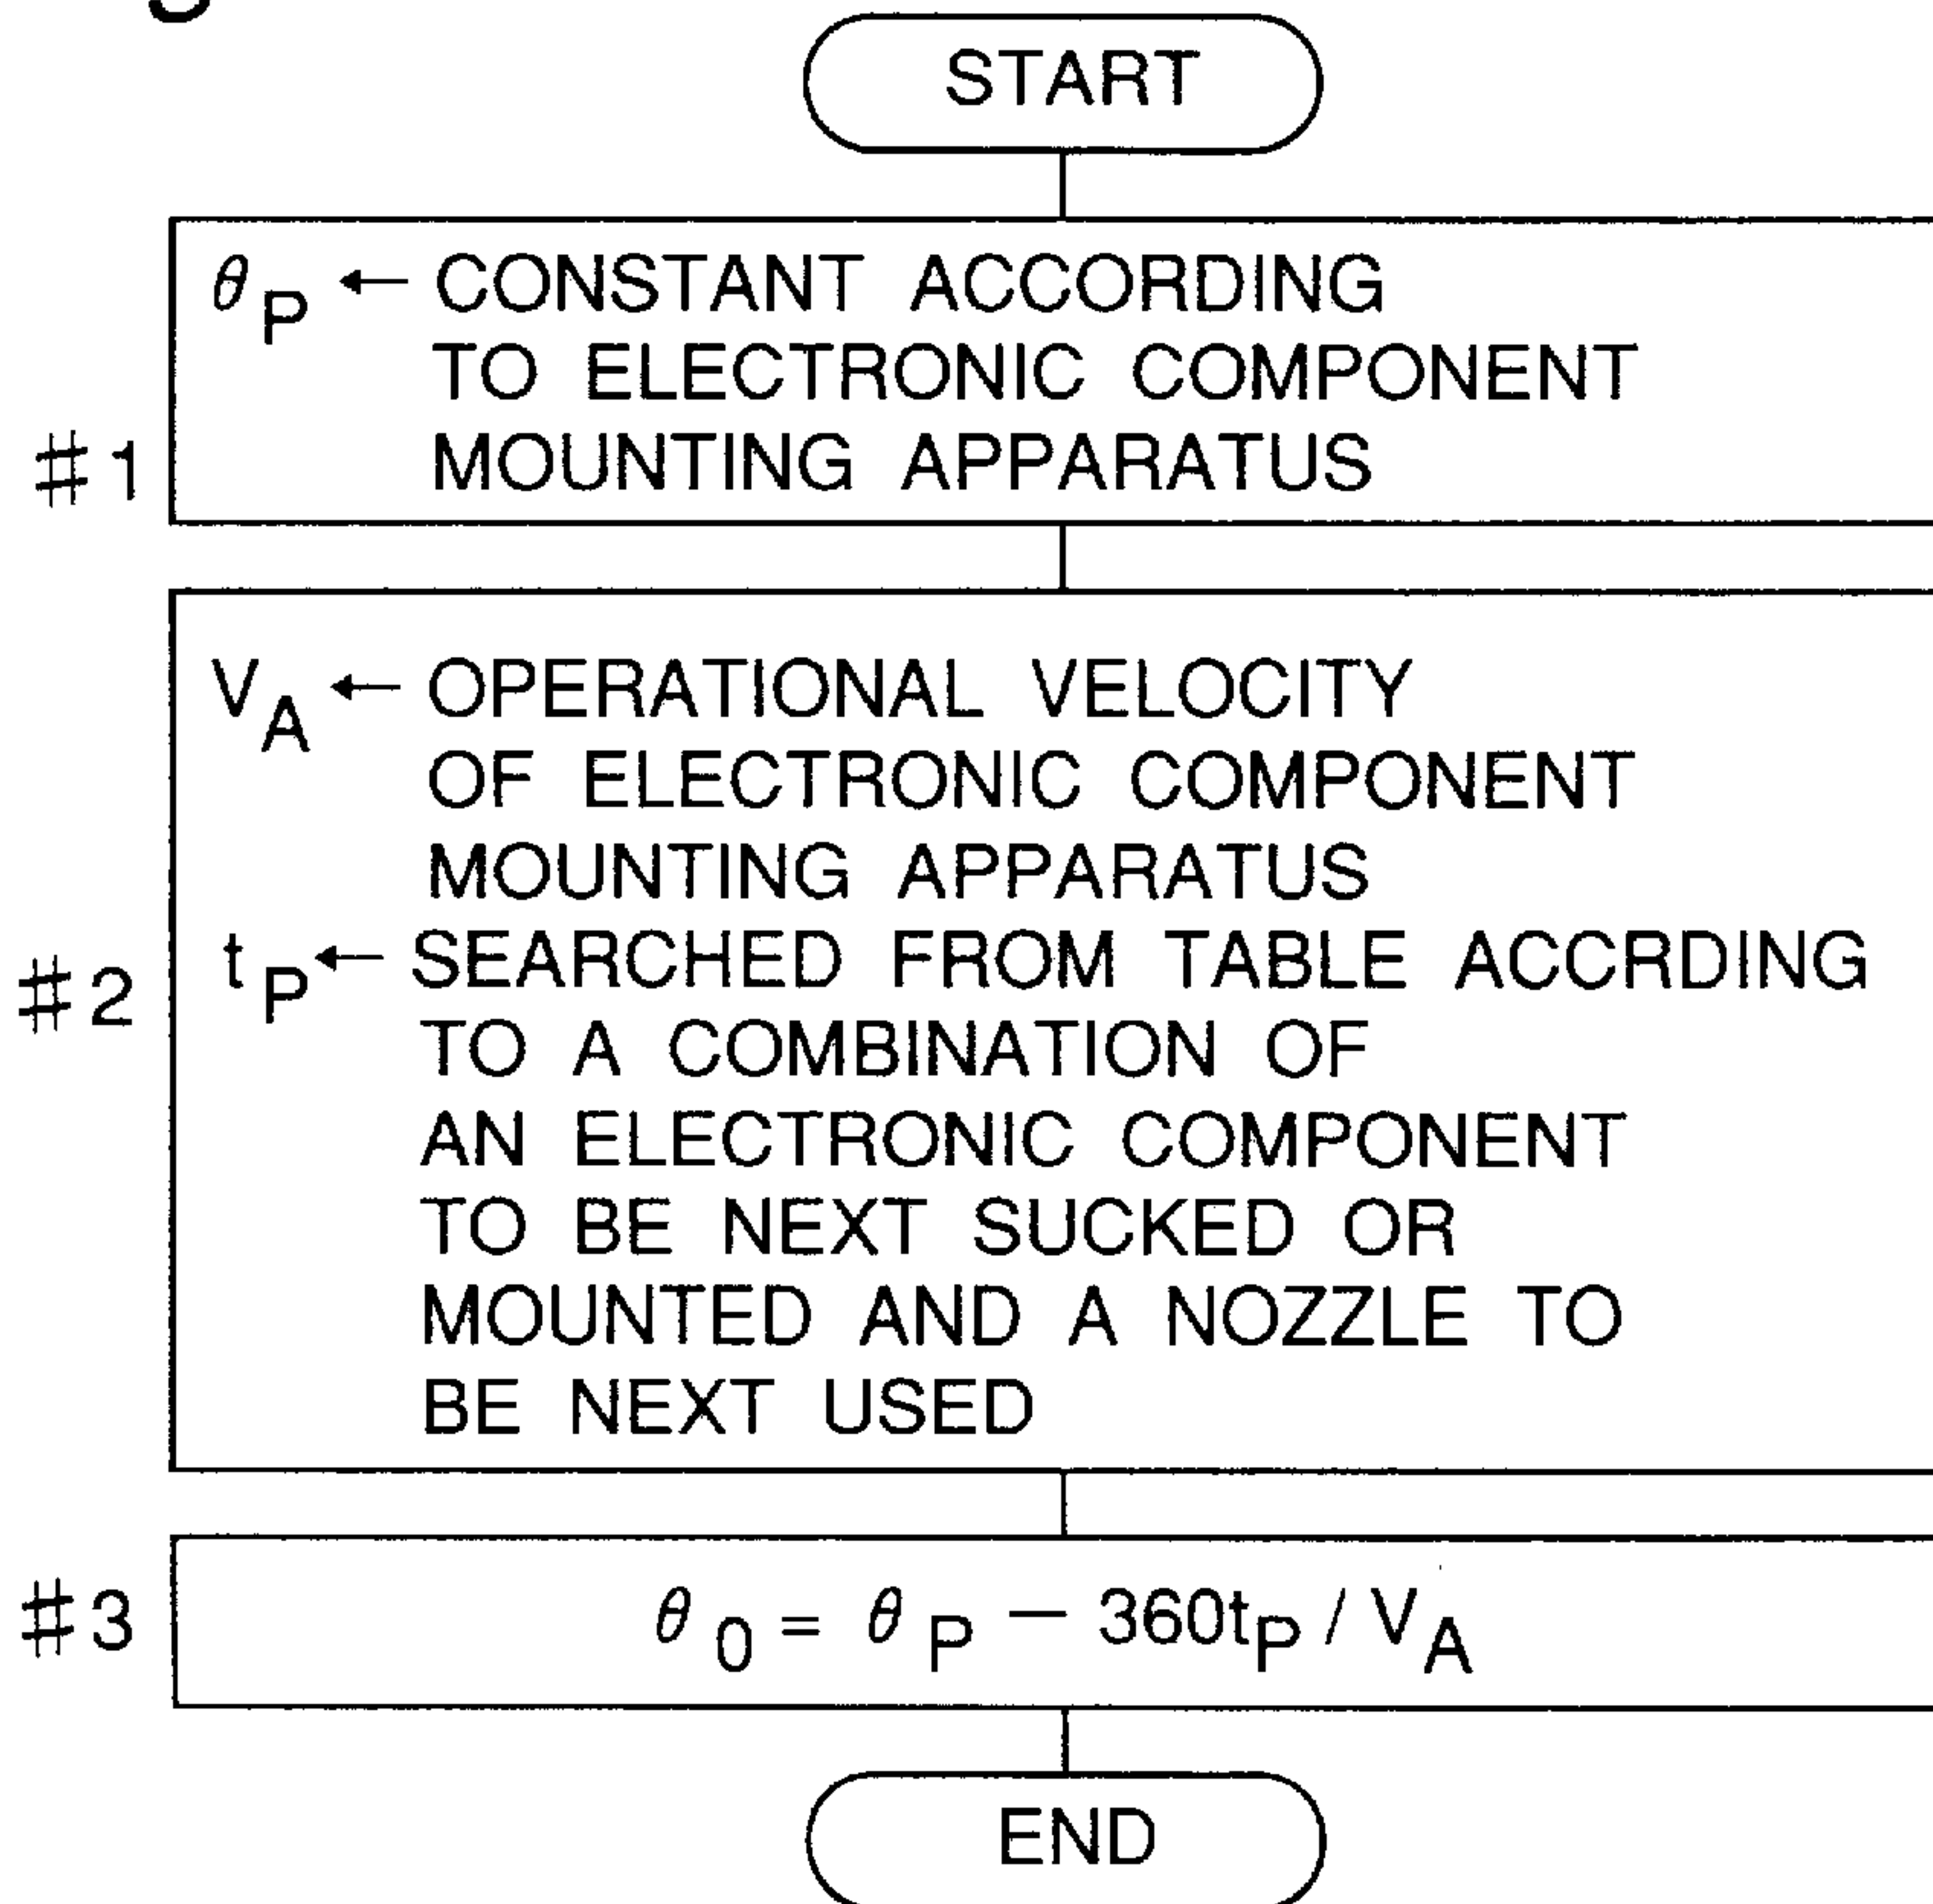 START
θP ← CONSTANT ACCORDING
TO ELECTRONIC COMPONENT
MOUNTING APPARATUS
#1
VA ← OPERATIONAL VELOCITY
OF ELECTRONIC COMPONENT
MOUNTING APPARATUS
#2
tP ← SEARCHED FROM TABLE ACCRDING
TO A COMBINATION OF
AN ELECTRONIC COMPONENT
TO BE NEXT SUCKED OR
MOUNTED AND A NOZZLE TO
BE NEXT USED
#3
θ0 = θP − 360tP / VA
END